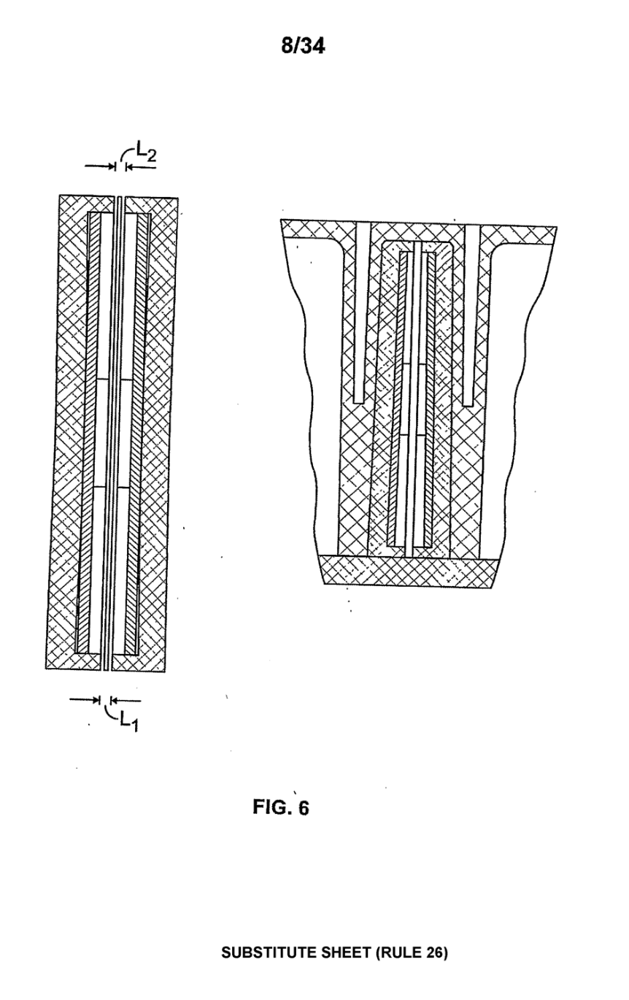 8/34
L2
L1
FIG. 6
SUBSTITUTE SHEET (RULE 26)